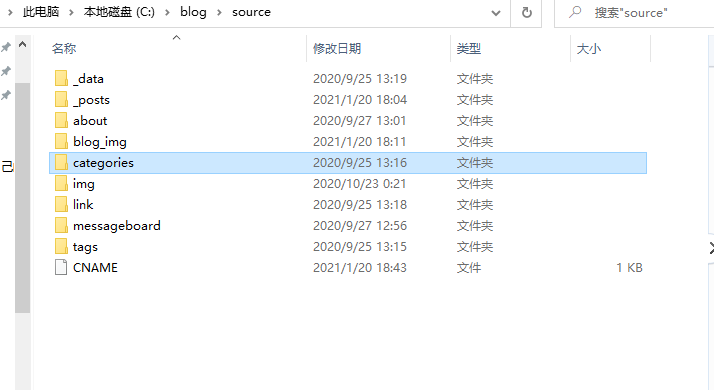 此电脑 > 本地磁盘 (C:) > blog > source 搜索"source"
名称 修改日期 类型 大小
_data 2020/9/25 13:19 文件夹
_posts 2021/1/20 18:04 文件夹
about 2020/9/27 13:01 文件夹
blog_img 2021/1/20 18:11 文件夹
categories 2020/9/25 13:16 文件夹
img 2020/10/23 0:21 文件夹
link 2020/9/25 13:18 文件夹
messageboard 2020/9/27 12:56 文件夹
tags 2020/9/25 13:15 文件夹
CNAME 2021/1/20 18:43 文件 1 KB